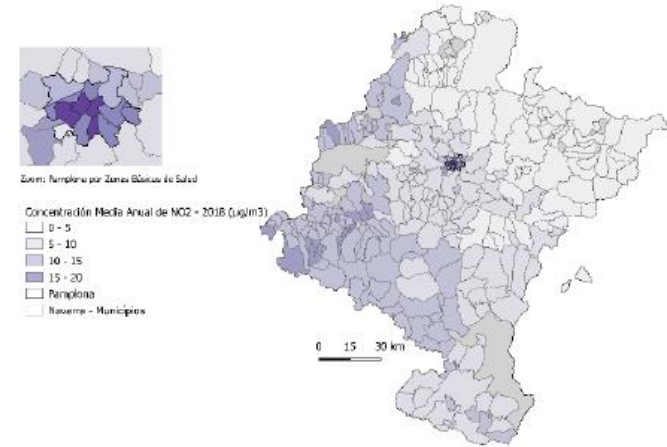 Zoom: Pamplona por Zonas Básicas de Salud
Concentración Media Anual de NO2 - 2018 (µg/m3)
0 - 5
5 - 10
10 - 15
15 - 20
Pamplona
Navarra - Municípios
0 15 30 km